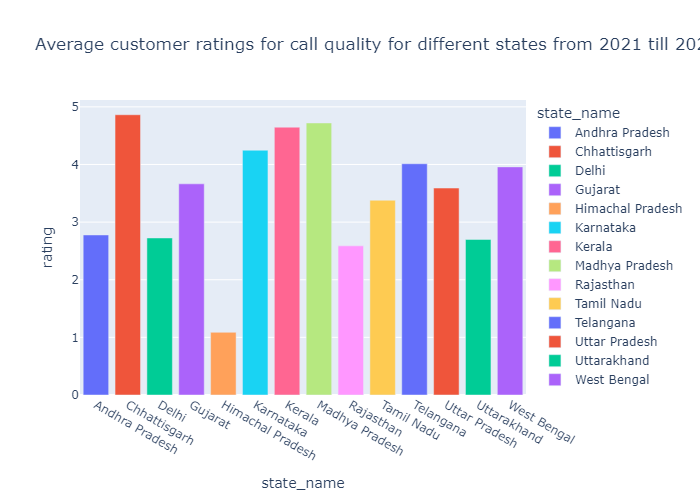 Average customer ratings for call quality for different states from 2021 till
rating
5
4
3
2
1
0
Andhra Pradesh
Chhattisgarh
Delhi
Gujarat
Himachal Pradesh
Karnataka
Kerala
Madhya Pradesh
Rajasthan
Tamil Nadu
Telangana
Uttar Pradesh
Uttarakhand
West Bengal
state_name
state_name
Andhra Pradesh
Chhattisgarh
Delhi
Gujarat
Himachal Pradesh
Karnataka
Kerala
Madhya Pradesh
Rajasthan
Tamil Nadu
Telangana
Uttar Pradesh
Uttarakhand
West Bengal